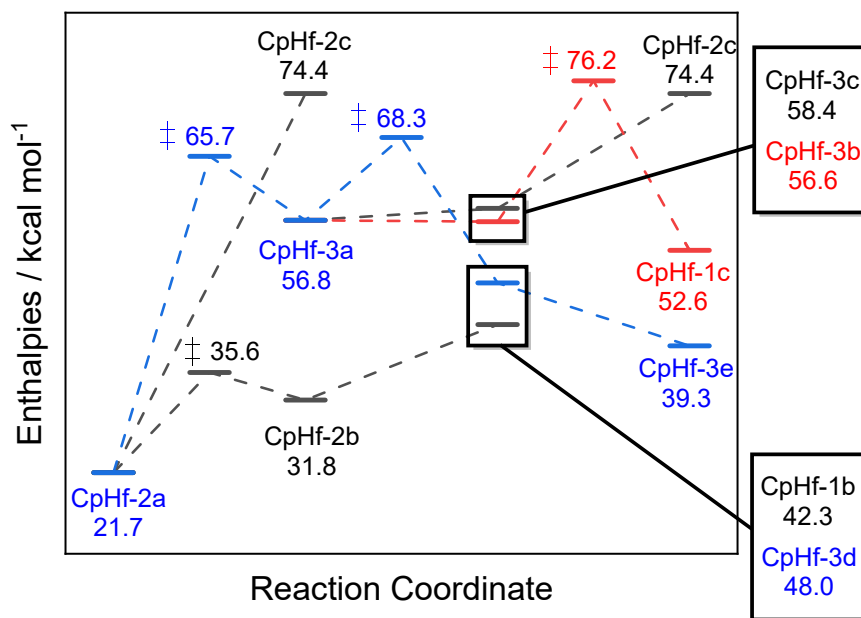 CpHf-2c
74.4
‡ 65.7
‡ 68.3
‡ 76.2
CpHf-2c
74.4
CpHf-3c
58.4
CpHf-3b
56.6
CpHf-3a
56.8
CpHf-1c
52.6
‡ 35.6
CpHf-2b
31.8
CpHf-3e
39.3
CpHf-2a
21.7
CpHf-1b
42.3
CpHf-3d
48.0
Enthalpies / kcal mol⁻¹
Reaction Coordinate